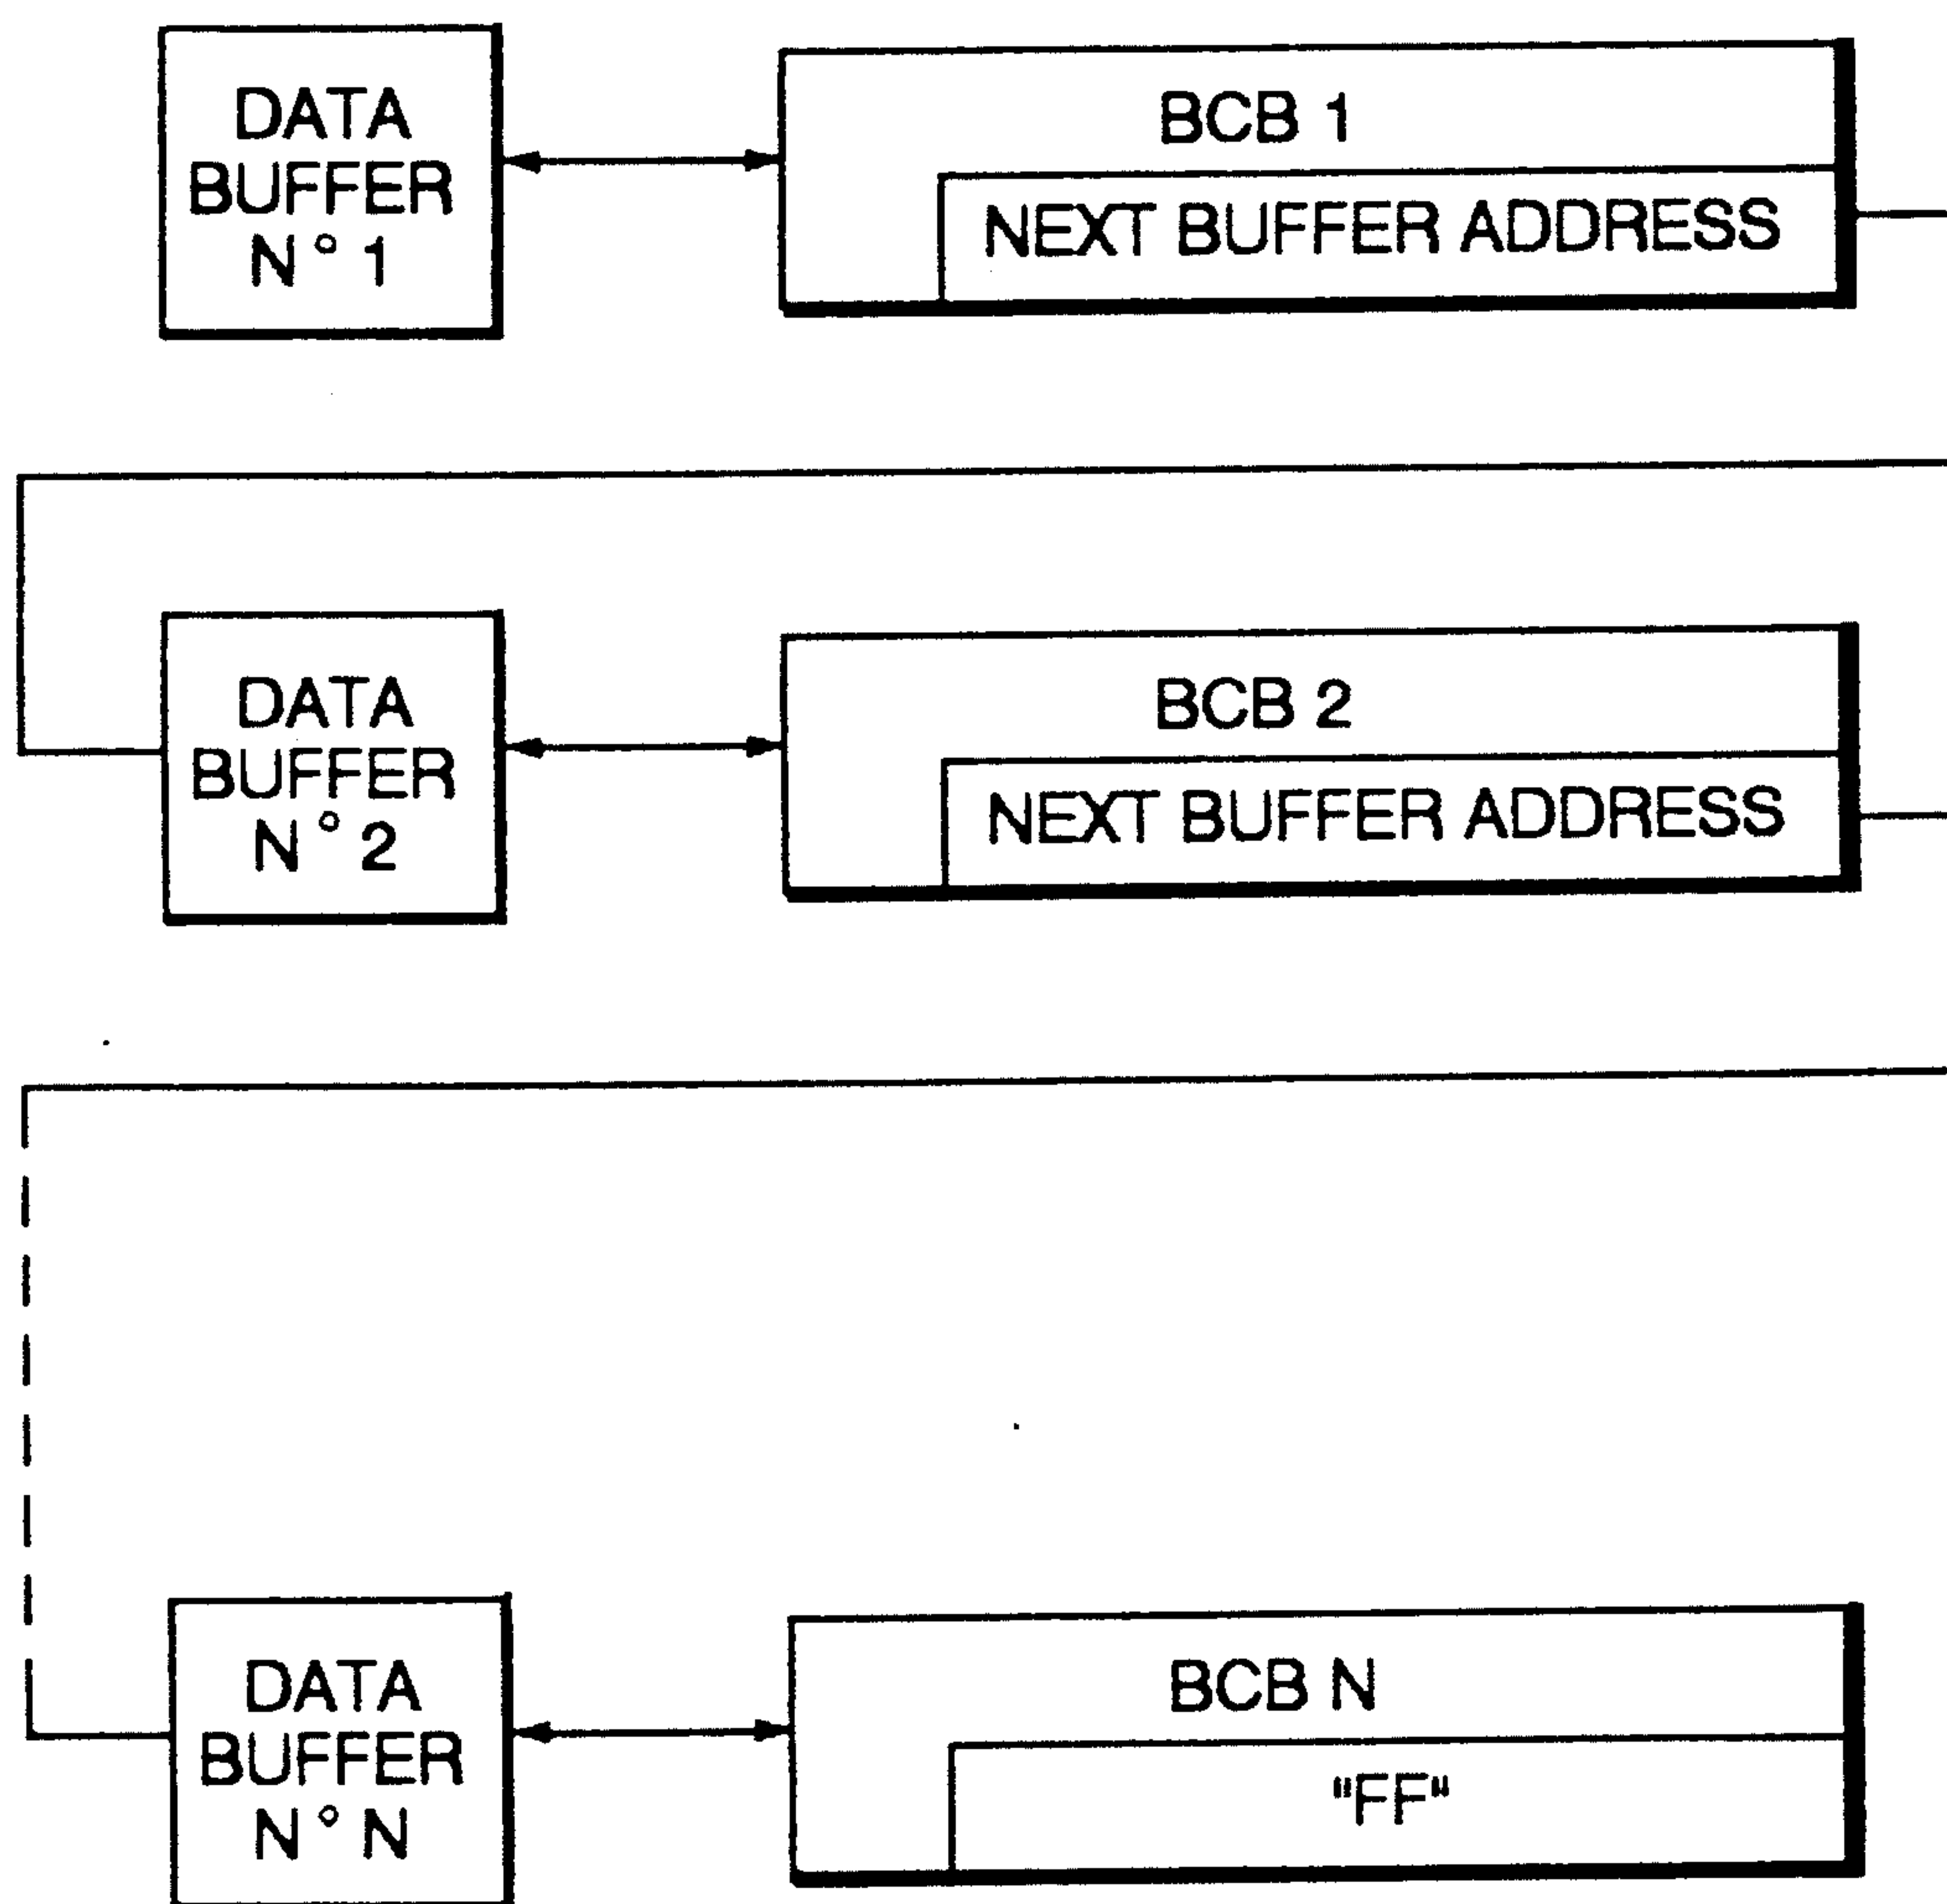 DATA
BUFFER
N° 1
BCB 1
NEXT BUFFER ADDRESS
DATA
BUFFER
N° 2
BCB 2
NEXT BUFFER ADDRESS
DATA
BUFFER
N° N
BCB N
"FF"